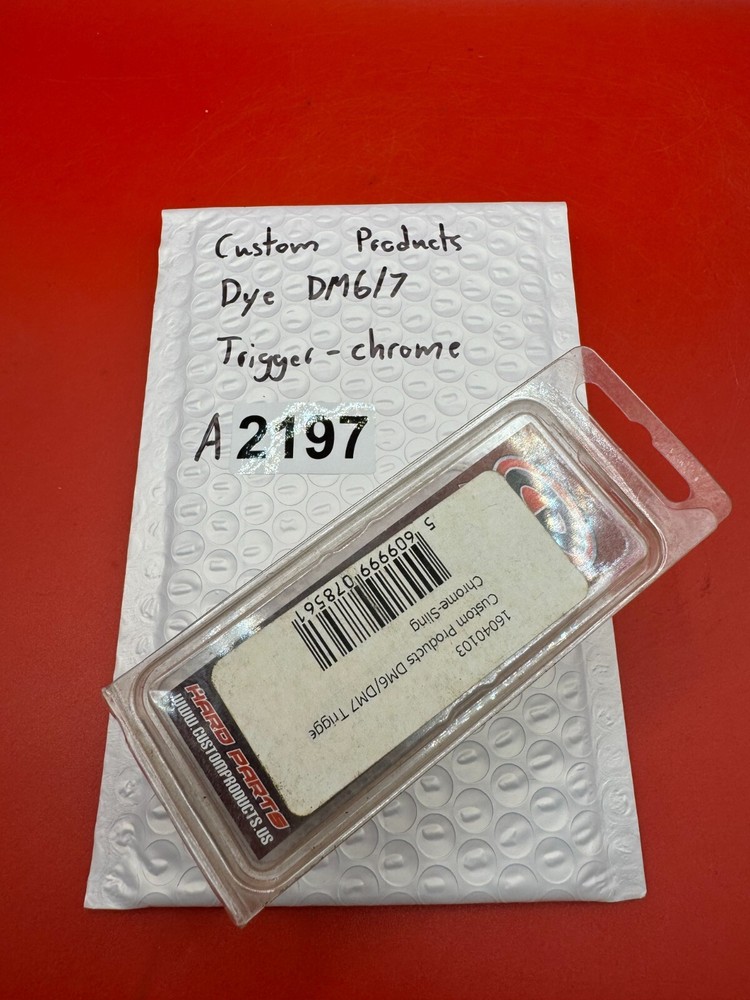 Custom Products
Dye DM6/7
Trigger - chrome
A 2197
16040103
Custom Products DM6/DM7 Trigge
Chrome-Sling
5 609999 078561
HARD PARTS
WWW.CUSTOMPRODUCTS.US